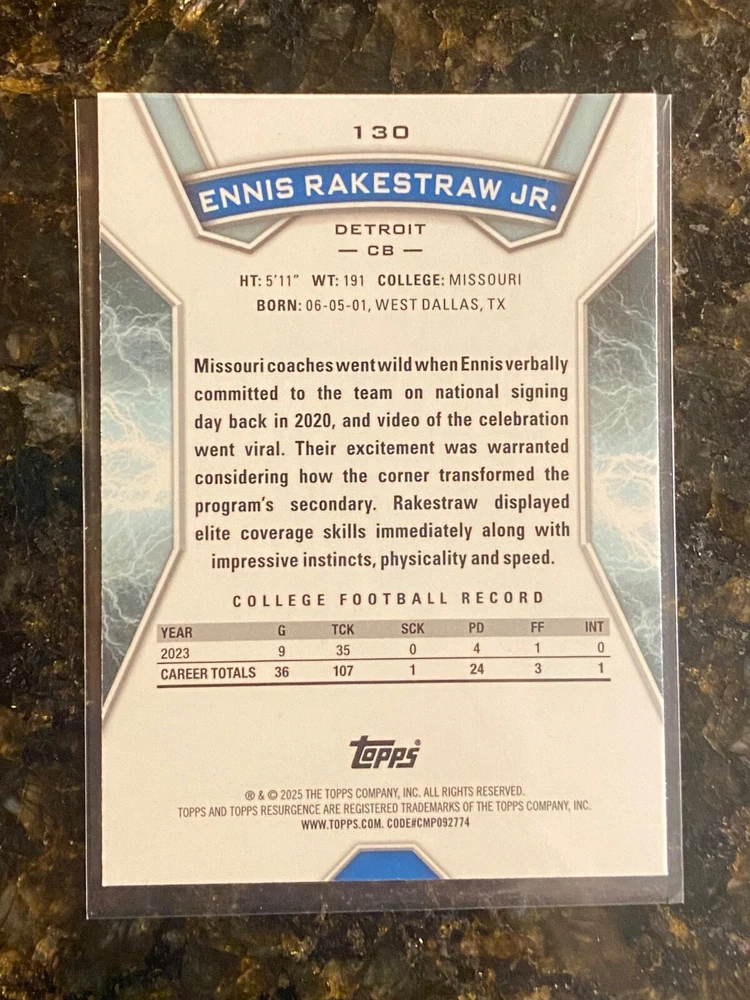 130
ENNIS RAKESTRAW JR.
DETROIT
— CB —
HT: 5'11" WT: 191 COLLEGE: MISSOURI
BORN: 06-05-01, WEST DALLAS, TX
Missouri coaches went wild when Ennis verbally
committed to the team on national signing
day back in 2020, and video of the celebration
went viral. Their excitement was warranted
considering how the corner transformed the
program's secondary. Rakestraw displayed
elite coverage skills immediately along with
impressive instincts, physicality and speed.
COLLEGE FOOTBALL RECORD
YEAR G TCK SCK PD FF INT
2023 9 35 0 4 1 0
CAREER TOTALS 36 107 1 24 3 1
topps®
® & © 2025 THE TOPPS COMPANY, INC. ALL RIGHTS RESERVED.
TOPPS AND TOPPS RESURGENCE ARE REGISTERED TRADEMARKS OF THE TOPPS COMPANY, INC.
WWW.TOPPS.COM. CODE#CMP092774